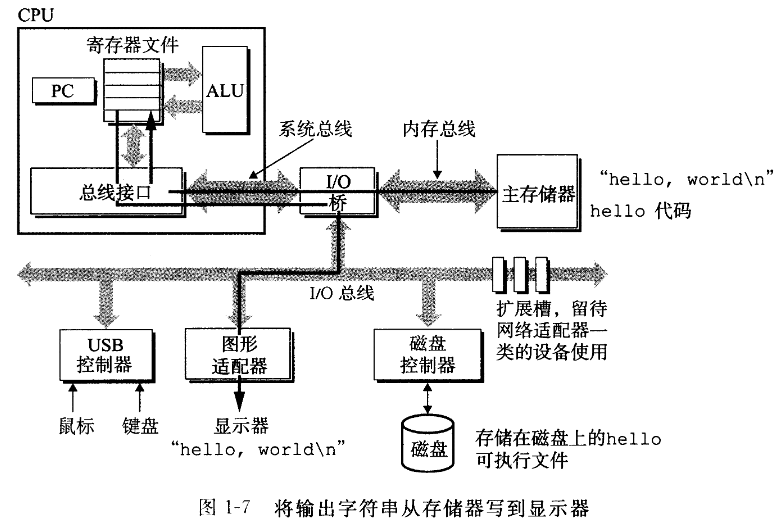 CPU
寄存器文件
PC
ALU
系统总线
内存总线
总线接口
I/O
桥
主存储器
“hello, world\n”
hello 代码
I/O 总线
扩展槽，留待
网络适配器一
类的设备使用
USB
控制器
图形
适配器
磁盘
控制器
鼠标
键盘
显示器
“hello, world\n”
磁盘
存储在磁盘上的hello
可执行文件
图 1-7 将输出字符串从存储器写到显示器